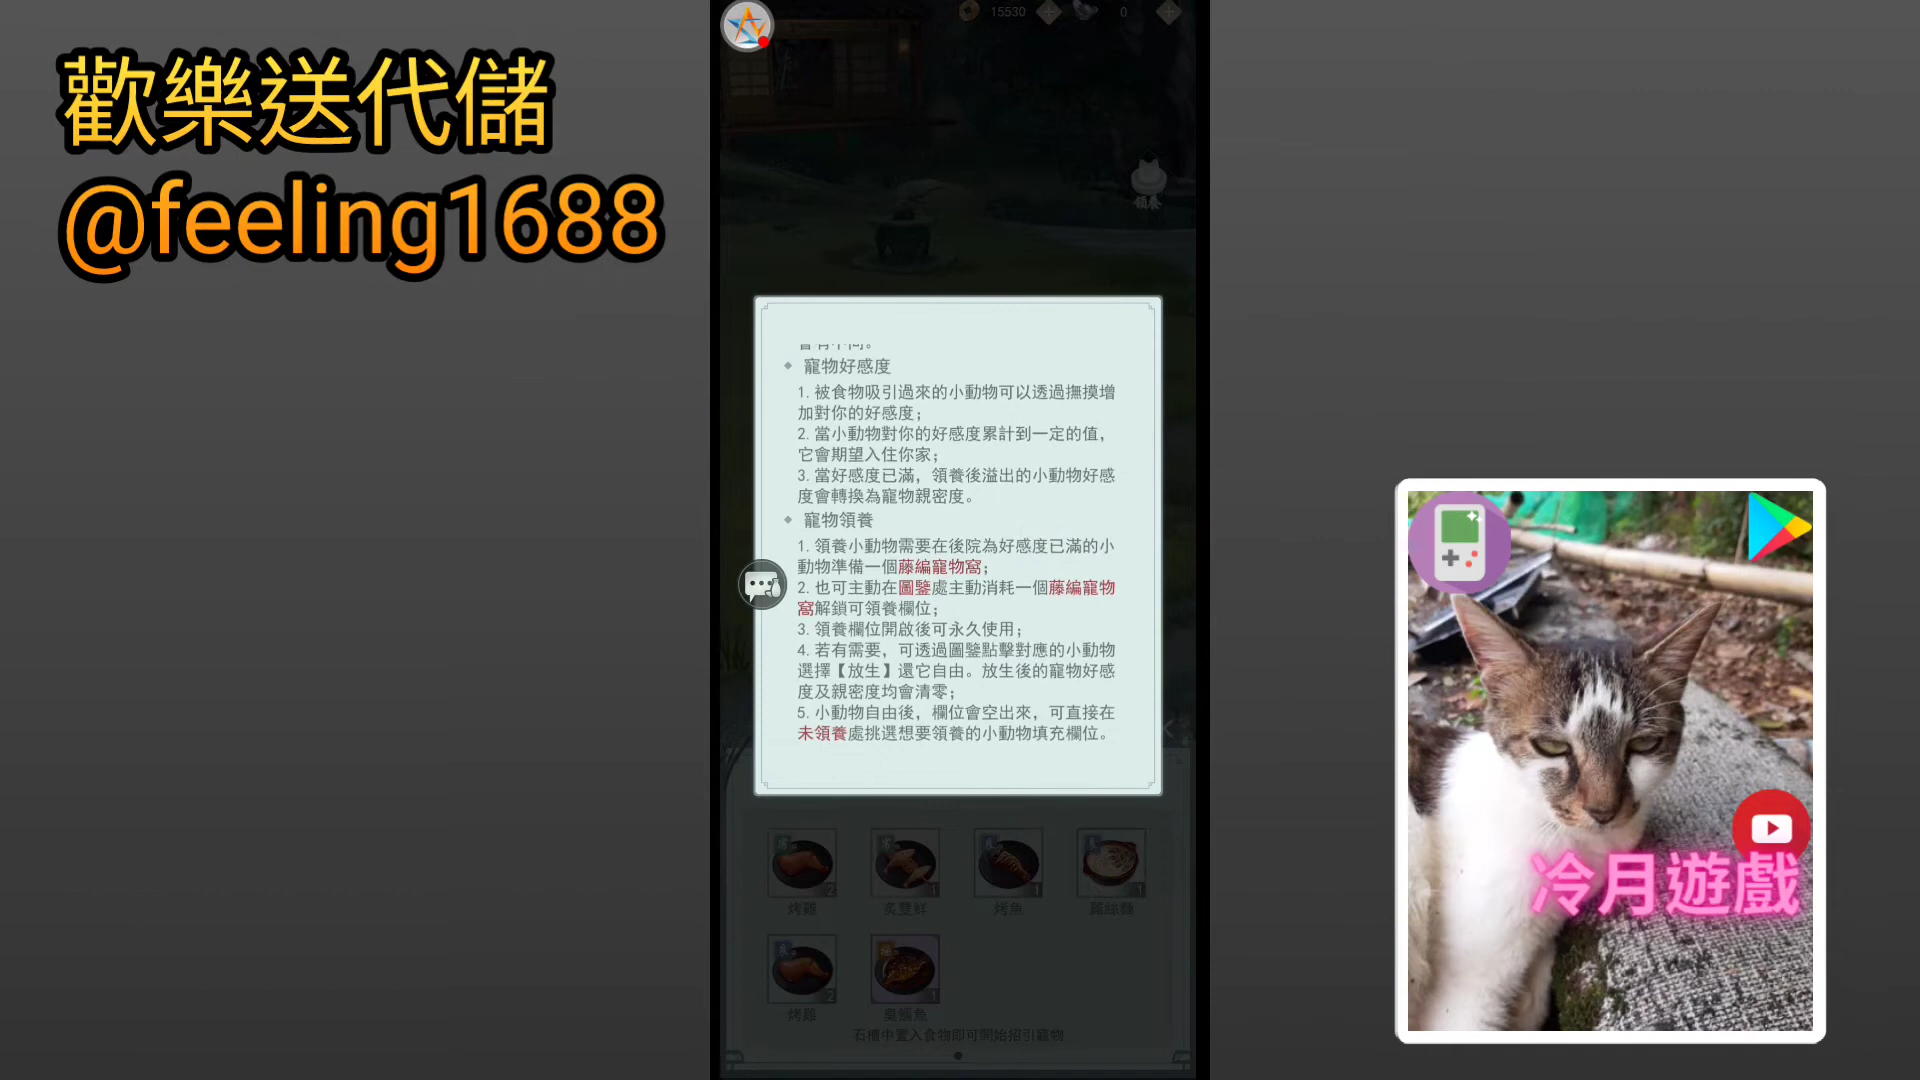 歡樂送代儲
@feeling1688
15530
0
領養
寵物好感度
1. 被食物吸引過來的小動物可以透過撫摸增
加對你的好感度；
2. 當小動物對你的好感度累計到一定的值，
它會期望入住你家；
3. 當好感度已滿，領養後溢出的小動物好感
度會轉換為寵物親密度。
寵物領養
1. 領養小動物需要在後院為好感度已滿的小
動物準備一個藤編寵物窩；
2. 也可主動在圖鑒處主動消耗一個藤編寵物
窩解鎖可領養欄位；
3. 領養欄位開啟後可永久使用；
4. 若有需要，可透過圖鑒點擊對應的小動物
選擇【放生】還它自由。放生後的寵物好感
度及親密度均會清零；
5. 小動物自由後，欄位會空出來，可直接在
未領養處挑選想要領養的小動物填充欄位。
2
1
1
1
烤雞
炙雙鮮
烤魚
雞絲麵
2
1
烤雞
石槽中置入食物即可開始招引寵物
冷月遊戲